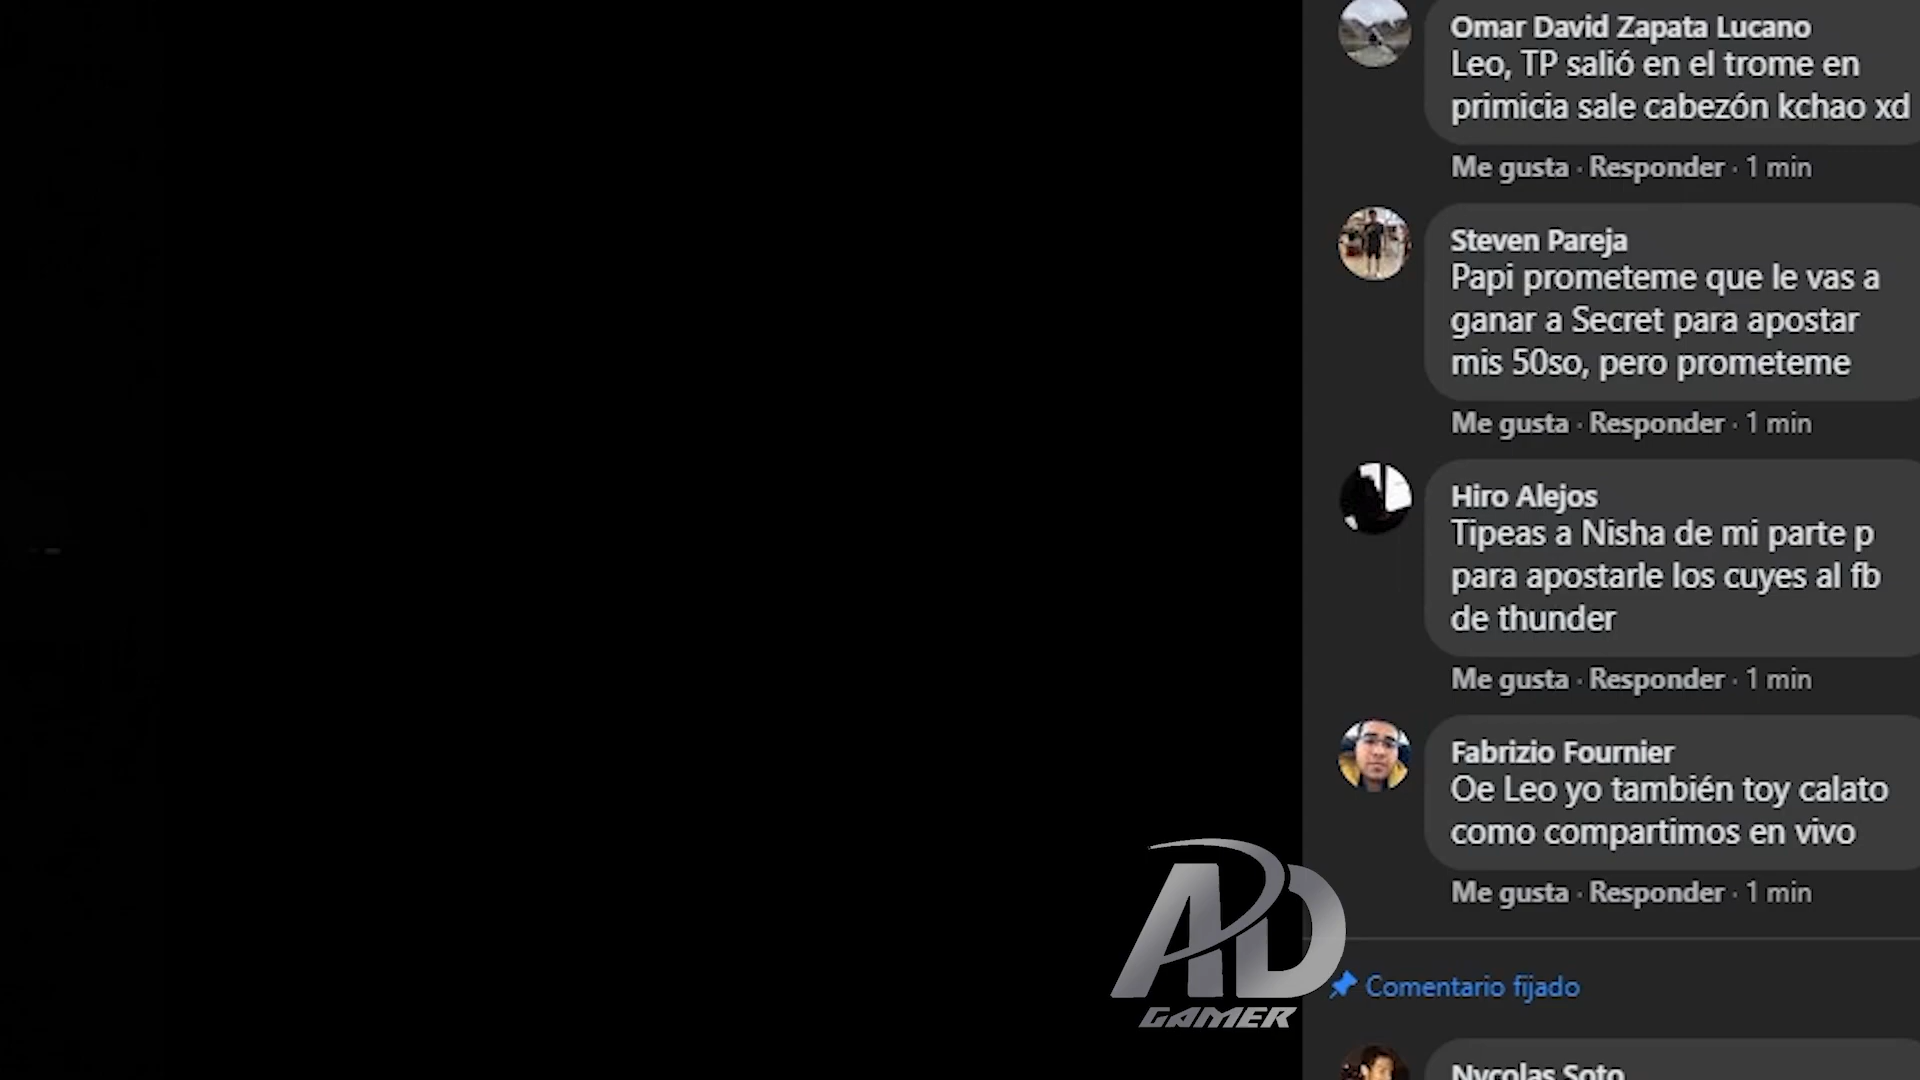 Omar David Zapata Lucano
Leo, TP salió en el trome en
primicia sale cabezón kchao xd
Me gusta · Responder · 1 min
Steven Pareja
Papi prometeme que le vas a
ganar a Secret para apostar
mis 50so, pero prometeme
Me gusta · Responder · 1 min
Hiro Alejos
Tipeas a Nisha de mi parte p
para apostarle los cuyes al fb
de thunder
Me gusta · Responder · 1 min
Fabrizio Fournier
Oe Leo yo también toy calato
como compartimos en vivo
Me gusta · Responder · 1 min
AD
GAMER
Comentario fijado
Nycolas Soto